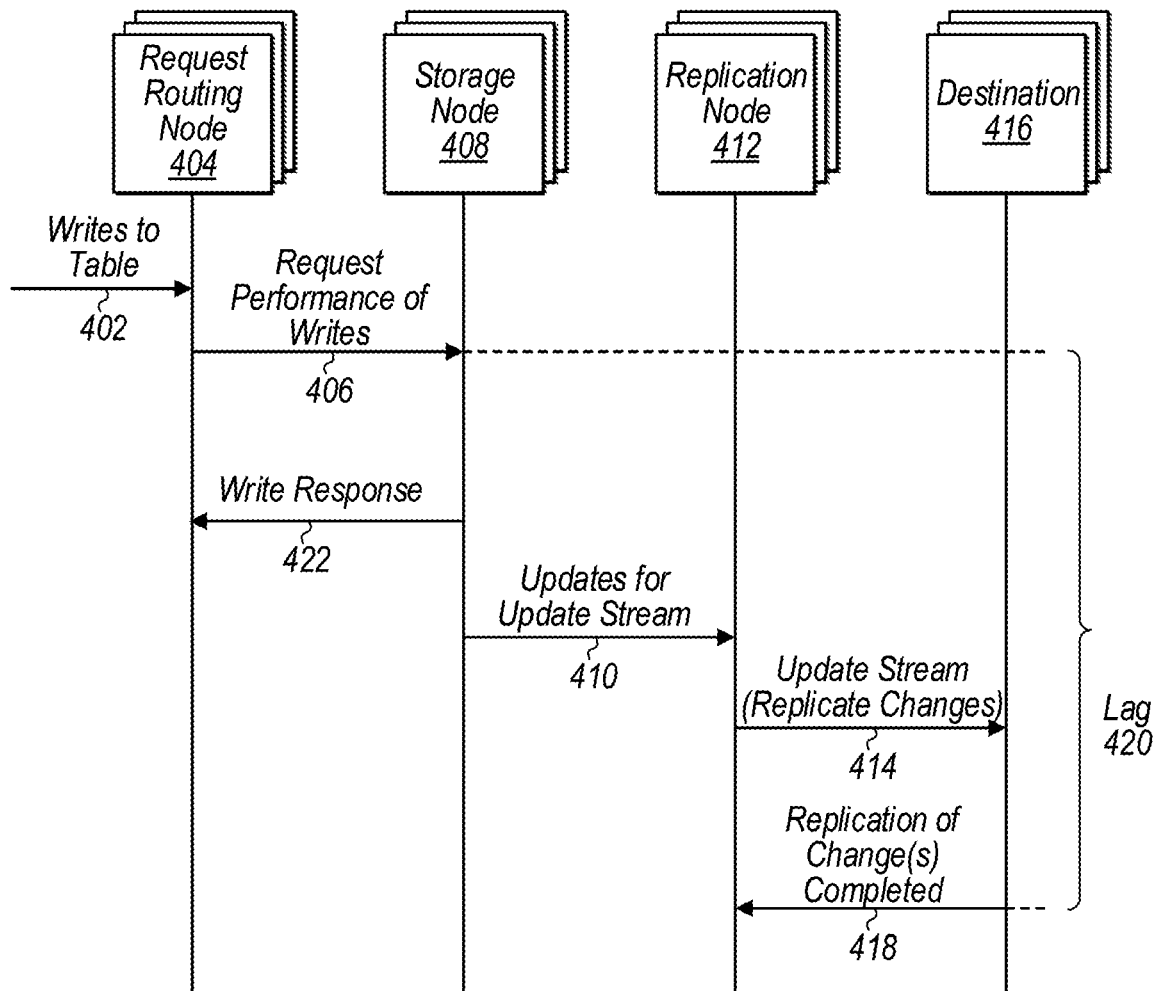 Request
Routing
Node
404
Storage
Node
408
Replication
Node
412
Destination
416
Writes to
Table
402
Request
Performance of
Writes
406
Write Response
422
Updates for
Update Stream
410
Update Stream
(Replicate Changes)
414
Lag
420
Replication of
Change(s)
Completed
418